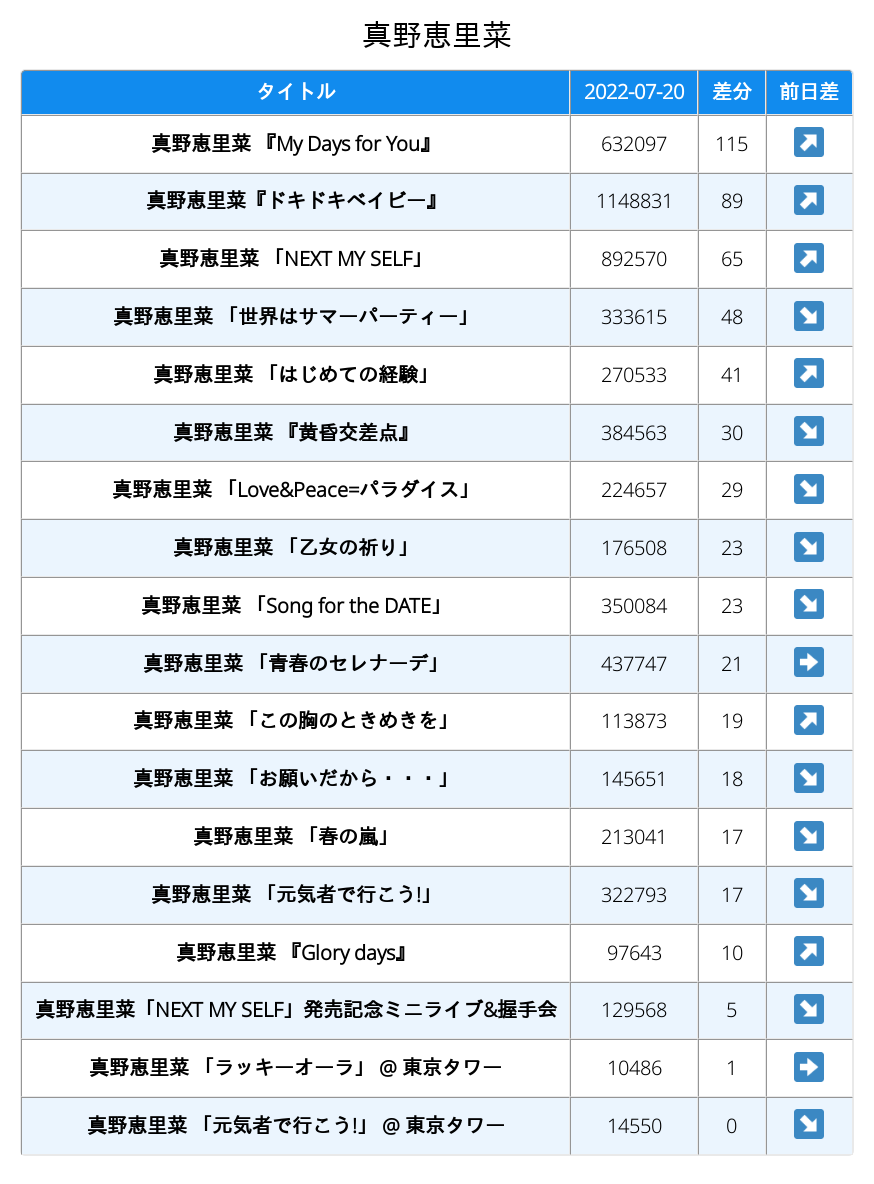 真野恵里菜
タイトル 2022-07-20 差分 前日差
真野恵里菜 『My Days for You』 632097 115 ↗
真野恵里菜『ドキドキベイビー』 1148831 89 ↗
真野恵里菜 「NEXT MY SELF」 892570 65 ↗
真野恵里菜 「世界はサマーパーティー」 333615 48 ↘
真野恵里菜 「はじめての経験」 270533 41 ↗
真野恵里菜 『黄昏交差点』 384563 30 ↘
真野恵里菜 「Love&Peace=パラダイス」 224657 29 ↘
真野恵里菜 「乙女の祈り」 176508 23 ↘
真野恵里菜 「Song for the DATE」 350084 23 ↘
真野恵里菜 「青春のセレナーデ」 437747 21 ➡
真野恵里菜 「この胸のときめきを」 113873 19 ↗
真野恵里菜 「お願いだから・・・」 145651 18 ↘
真野恵里菜 「春の嵐」 213041 17 ↘
真野恵里菜 「元気者で行こう!」 322793 17 ↘
真野恵里菜 『Glory days』 97643 10 ↗
真野恵里菜「NEXT MY SELF」発売記念ミニライブ&握手会 129568 5 ↘
真野恵里菜 「ラッキーオーラ」 @ 東京タワー 10486 1 ➡
真野恵里菜 「元気者で行こう!」 @ 東京タワー 14550 0 ↘